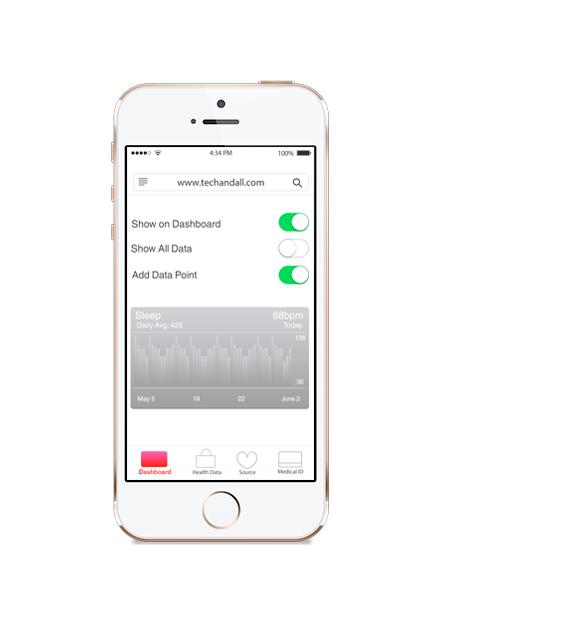 4:34 PM 100%
www.techandall.com
Show on Dashboard
Show All Data
Add Data Point
Sleep 68bpm
Daily Avg: 428 Today
128
36
May 5 18 22 June 2
Dashboard Health Data Source Medical ID